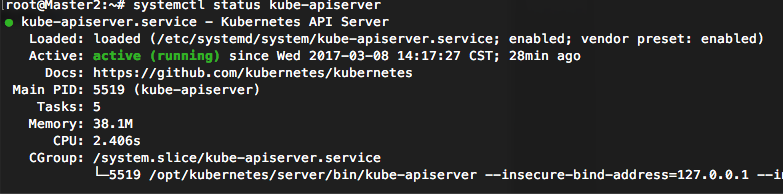 [root@Master2:~# systemctl status kube-apiserver
● kube-apiserver.service - Kubernetes API Server
Loaded: loaded (/etc/systemd/system/kube-apiserver.service; enabled; vendor preset: enabled)
Active: active (running) since Wed 2017-03-08 14:17:27 CST; 28min ago
Docs: https://github.com/kubernetes/kubernetes
Main PID: 5519 (kube-apiserver)
Tasks: 5
Memory: 38.1M
CPU: 2.406s
CGroup: /system.slice/kube-apiserver.service
└─5519 /opt/kubernetes/server/bin/kube-apiserver --insecure-bind-address=127.0.0.1